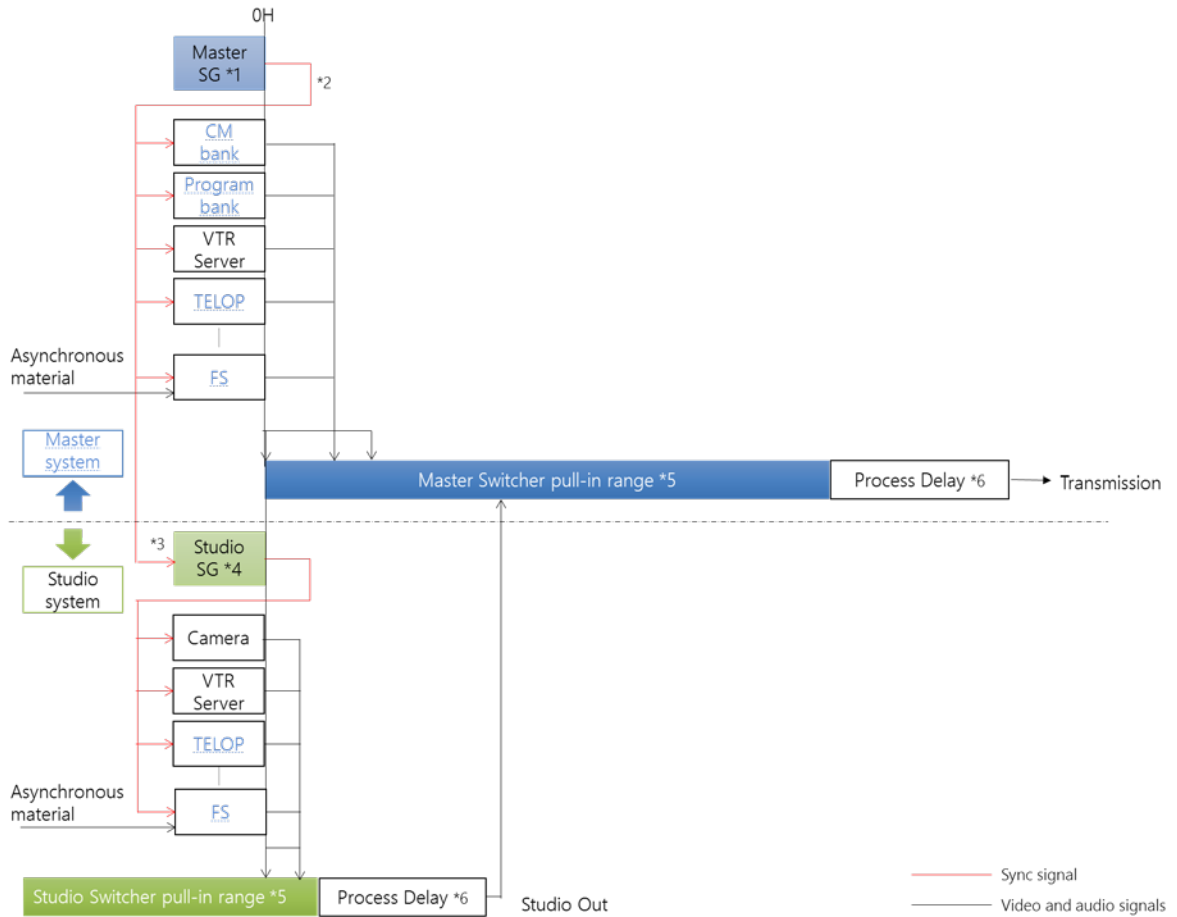 0H
Master
SG *1
*2
CM
bank
Program
bank
VTR
Server
TELOP
Asynchronous
material
FS
Master
system
Master Switcher pull-in range *5
Process Delay *6
Transmission
*3
Studio
SG *4
Studio
system
Camera
VTR
Server
TELOP
Asynchronous
material
FS
Studio Switcher pull-in range *5
Process Delay *6
Studio Out
Sync signal
Video and audio signals